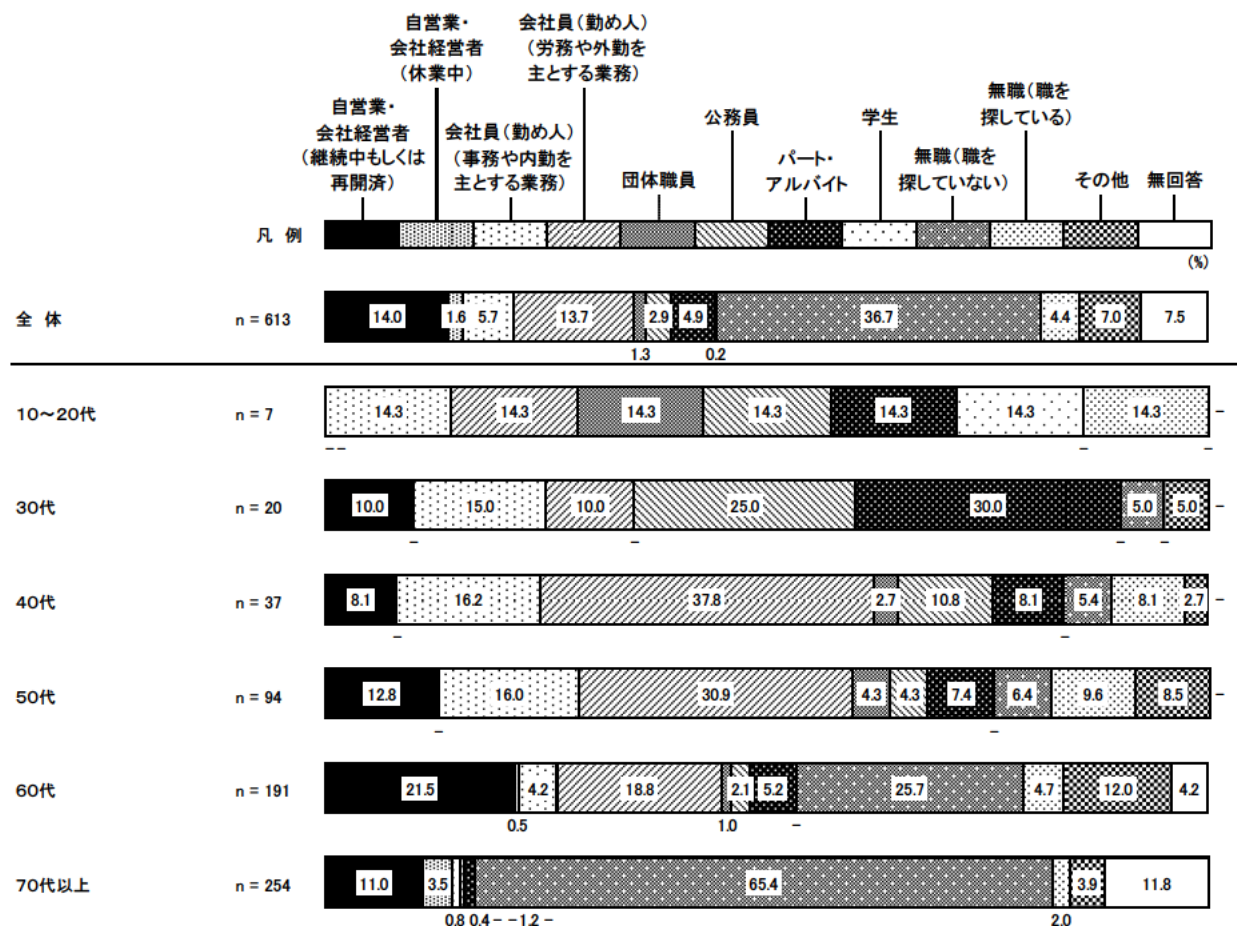 自営業・
会社経営者
(休業中)
会社員(勤め人)
(労務や外勤を
主とする業務)
無職(職を
探している)
自営業・
会社経営者
(継続中もしくは
再開済)
会社員(勤め人)
(事務や内勤を
主とする業務)
団体職員
公務員
パート・
アルバイト
学生
無職(職を
探していない)
その他
無回答
凡 例
(%)
全 体 n = 613 14.0 1.6 5.7 13.7 2.9 4.9 36.7 4.4 7.0 7.5
1.3 0.2
10～20代 n = 7 14.3 14.3 14.3 14.3 14.3 14.3 14.3 -
-- - -
30代 n = 20 10.0 15.0 10.0 25.0 30.0 5.0 5.0 -
- - - -
40代 n = 37 8.1 16.2 37.8 2.7 10.8 8.1 5.4 8.1 2.7 -
- -
50代 n = 94 12.8 16.0 30.9 4.3 4.3 7.4 6.4 9.6 8.5 -
- -
60代 n = 191 21.5 4.2 18.8 2.1 5.2 25.7 4.7 12.0 4.2
0.5 1.0 -
70代以上 n = 254 11.0 3.5 65.4 3.9 11.8
0.8 0.4 - -1.2 - 2.0